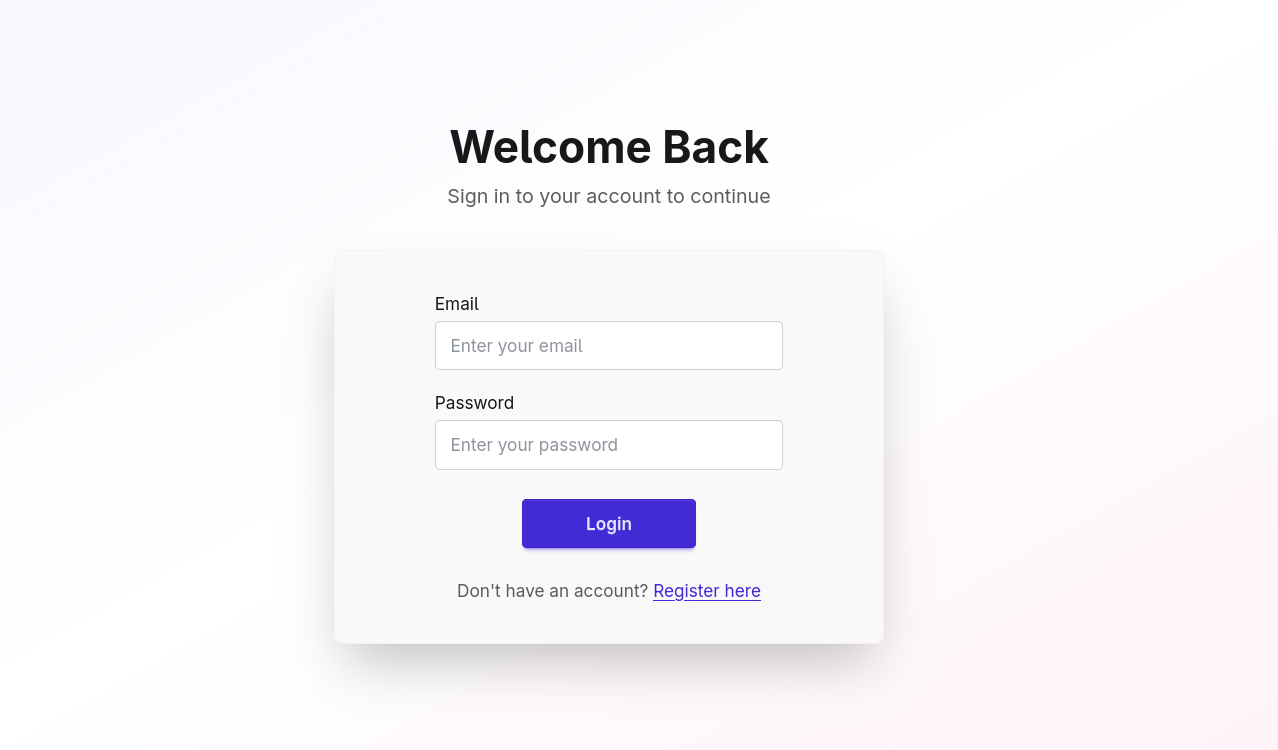 Welcome Back
Sign in to your account to continue
Email
Enter your email
Password
Enter your password
Login
Don't have an account? Register here